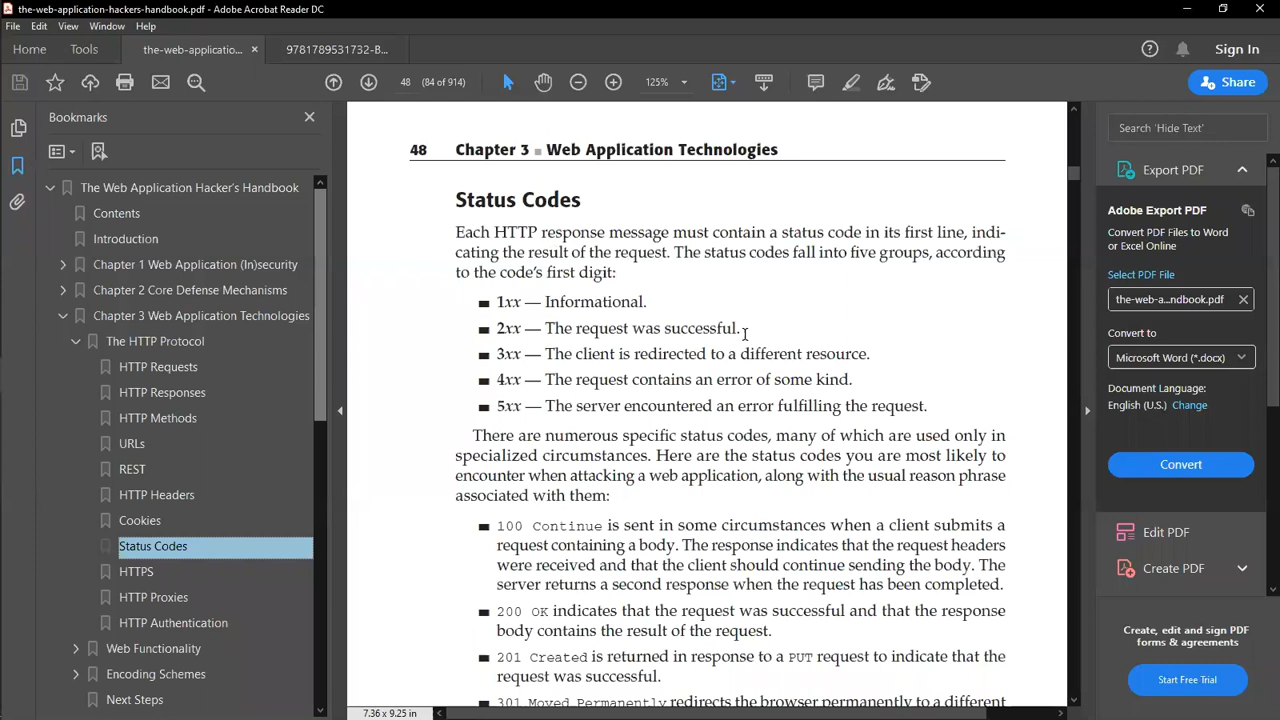 the-web-application-hackers-handbook.pdf - Adobe Acrobat Reader DC
File Edit View Window Help
Home Tools the-web-applicatio... × 9781789531732-B... Sign In
48 (84 of 914) 125% Share
Bookmarks
The Web Application Hacker's Handbook
Contents
Introduction
Chapter 1 Web Application (In)security
Chapter 2 Core Defense Mechanisms
Chapter 3 Web Application Technologies
The HTTP Protocol
HTTP Requests
HTTP Responses
HTTP Methods
URLs
REST
HTTP Headers
Cookies
Status Codes
HTTPS
HTTP Proxies
HTTP Authentication
Web Functionality
Encoding Schemes
Next Steps
48 Chapter 3 ■ Web Application Technologies
Status Codes
Each HTTP response message must contain a status code in its first line, indi-
cating the result of the request. The status codes fall into five groups, according
to the code's first digit:
■ 1xx — Informational.
■ 2xx — The request was successful.
■ 3xx — The client is redirected to a different resource.
■ 4xx — The request contains an error of some kind.
■ 5xx — The server encountered an error fulfilling the request.
There are numerous specific status codes, many of which are used only in
specialized circumstances. Here are the status codes you are most likely to
encounter when attacking a web application, along with the usual reason phrase
associated with them:
■ 100 Continue is sent in some circumstances when a client submits a
request containing a body. The response indicates that the request headers
were received and that the client should continue sending the body. The
server returns a second response when the request has been completed.
■ 200 OK indicates that the request was successful and that the response
body contains the result of the request.
■ 201 Created is returned in response to a PUT request to indicate that the
request was successful.
■ 301 Moved Permanently redirects the browser permanently to a different
7.36 x 9.25 in
Search 'Hide Text'
Export PDF
Adobe Export PDF
Convert PDF Files to Word
or Excel Online
Select PDF File
the-web-a...ndbook.pdf ×
Convert to
Microsoft Word (*.docx)
Document Language:
English (U.S.) Change
Convert
Edit PDF
Create PDF
Create, edit and sign PDF
forms & agreements
Start Free Trial